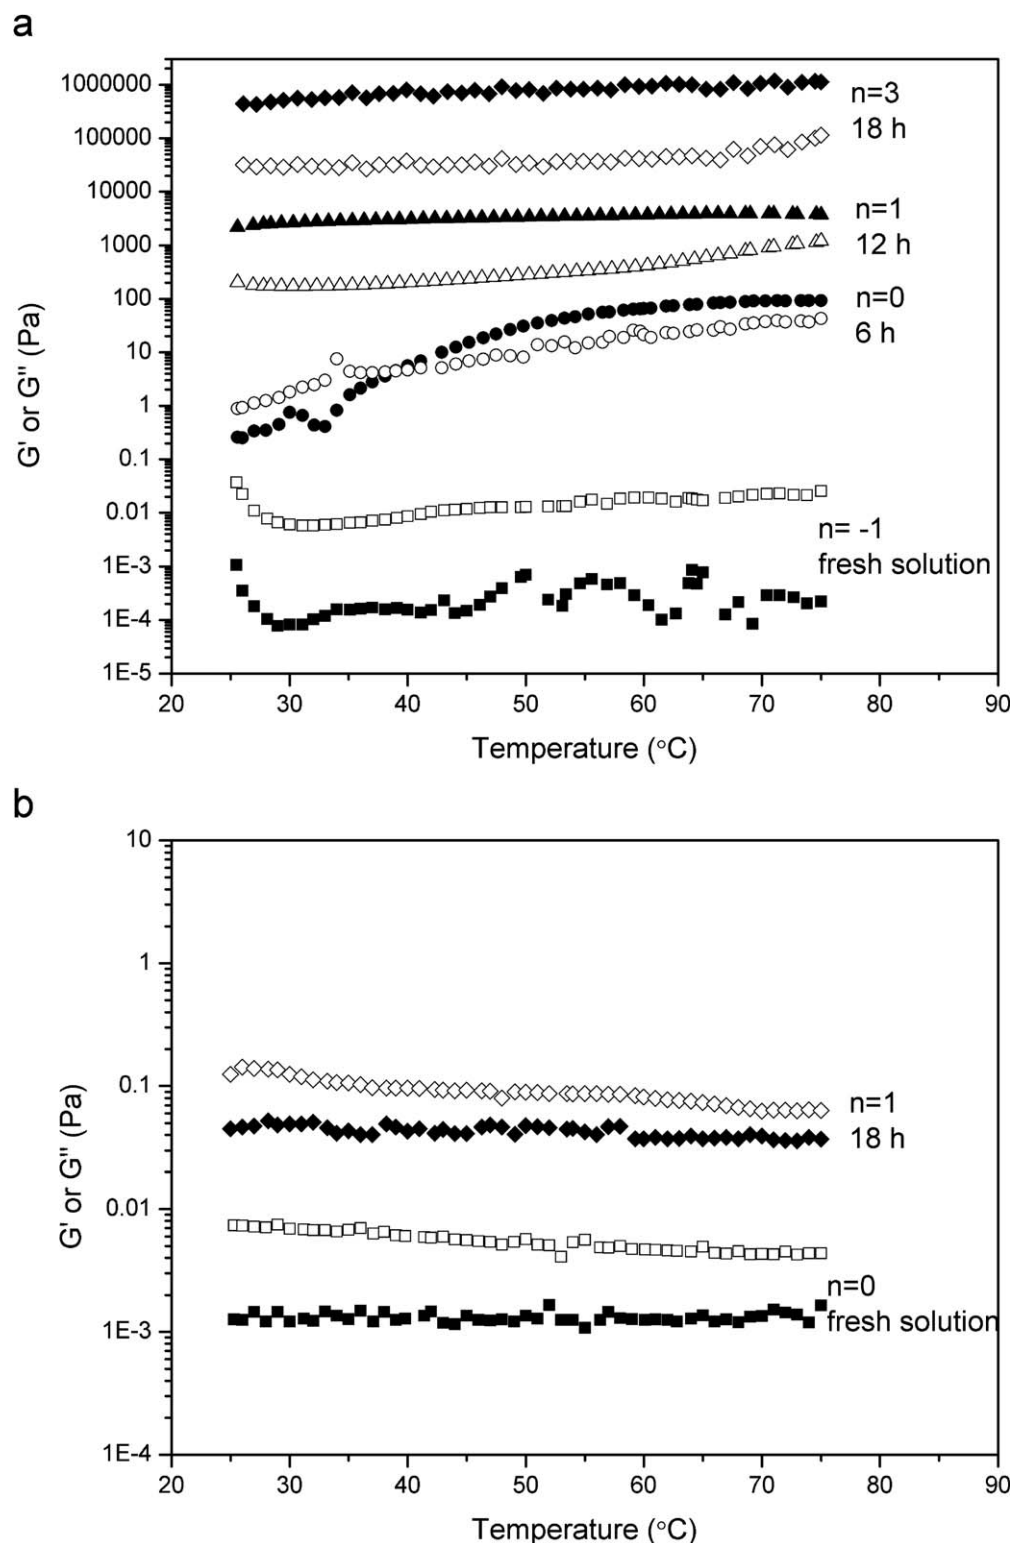 a
1000000
n=3
100000
18 h
10000
n=1
1000
12 h
100
n=0
10
6 h
1
0.1
0.01
n= -1
1E-3
fresh solution
1E-4
1E-5
20 30 40 50 60 70 80 90
G' or G'' (Pa)
Temperature (°C)
b
10
1
0.1
n=1
18 h
0.01
n=0
fresh solution
1E-3
1E-4
20 30 40 50 60 70 80 90
G' or G'' (Pa)
Temperature (°C)